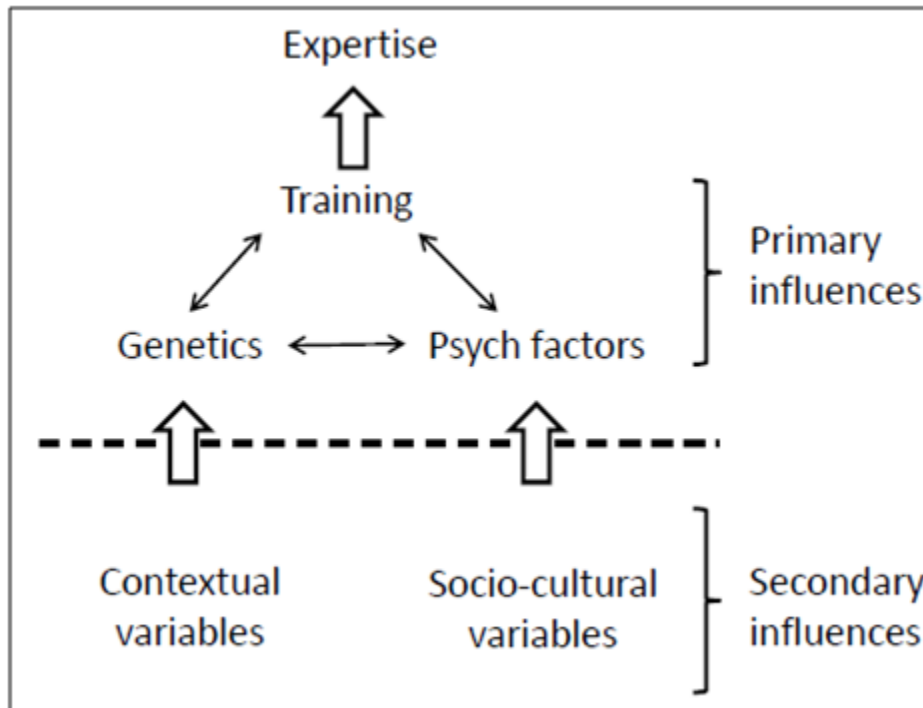 Expertise
Training
Primary
influences
Genetics
Psych factors
Contextual
variables
Socio-cultural
variables
Secondary
influences